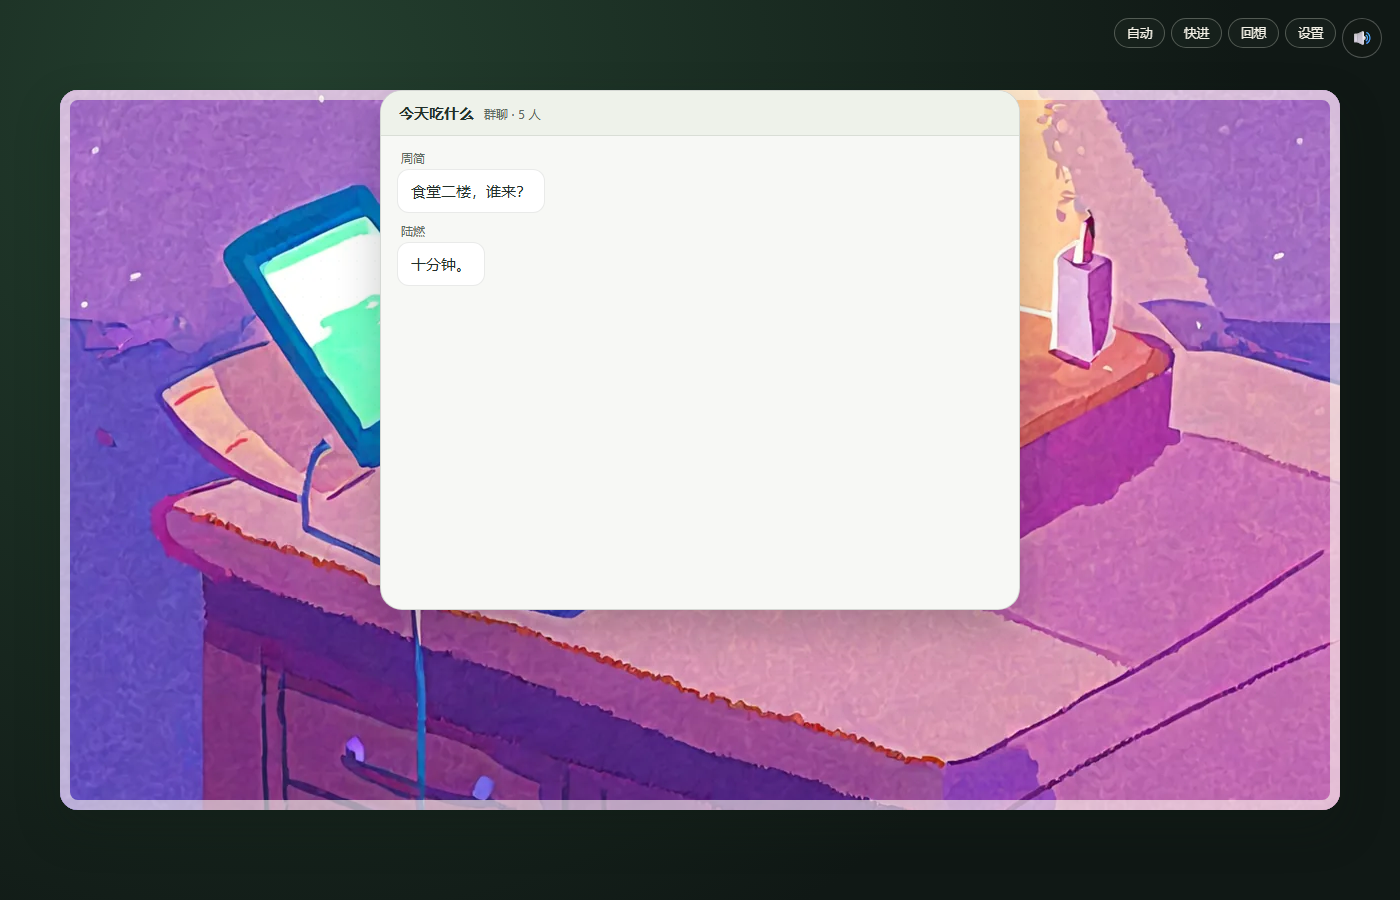 自动 快进 回想 设置
今天吃什么 群聊 · 5 人
周简
食堂二楼，谁来？
陆燃
十分钟。